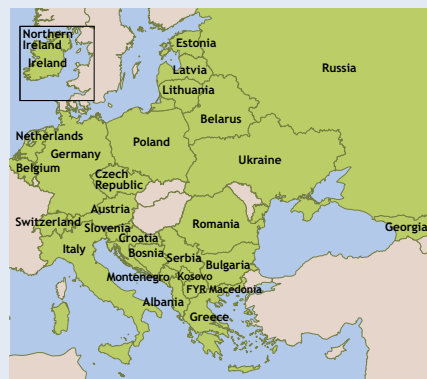 Northern
Ireland
Ireland
Estonia
Russia
Latvia
Lithuania
Belarus
Netherlands
Poland
Germany
Ukraine
Belgium
Czech
Republic
Austria
Switzerland
Slovenia
Romania
Georgia
Croatia
Italy
Bosnia
Serbia
Bulgaria
Montenegro
Kosovo
FYR Macedonia
Albania
Greece